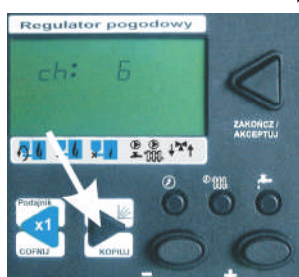 Regulator pogodowy
ch: 6
ZAKOŃCZ /
AKCEPTUJ
Podajnik
x1
COFNIJ
KOPIUJ